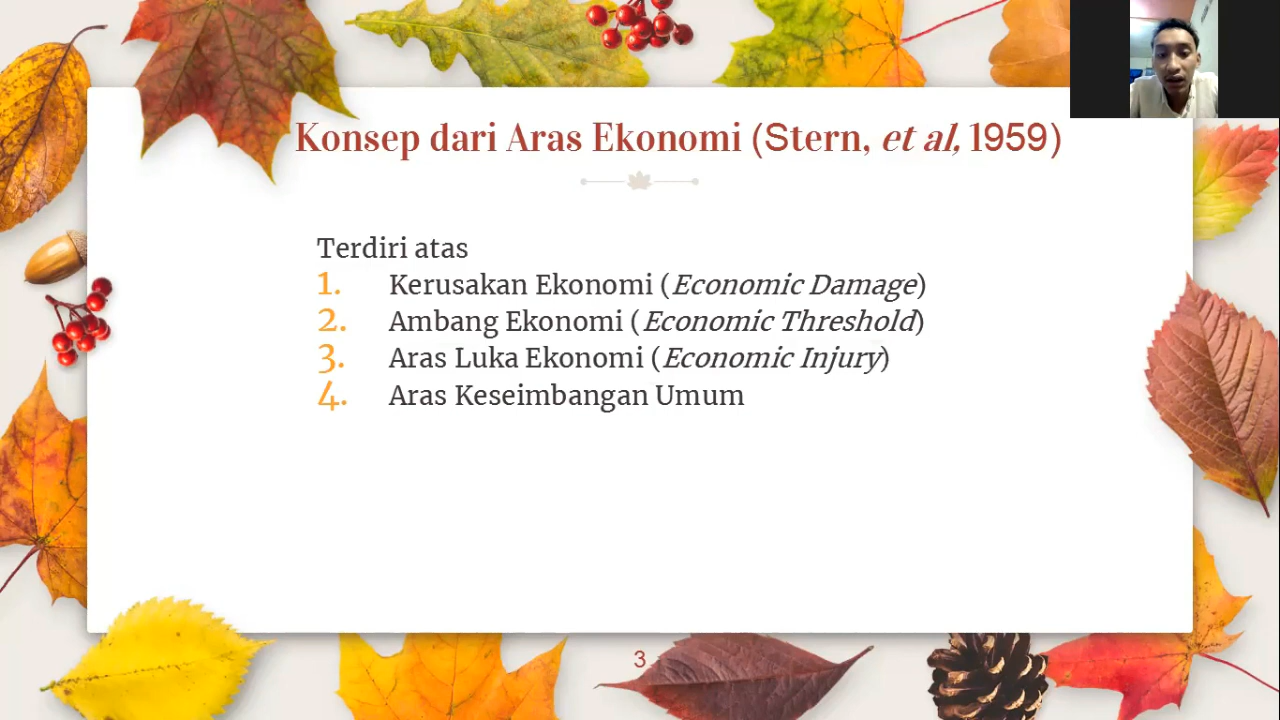 Konsep dari Aras Ekonomi (Stern, et al, 1959)
Terdiri atas
1. Kerusakan Ekonomi (Economic Damage)
2. Ambang Ekonomi (Economic Threshold)
3. Aras Luka Ekonomi (Economic Injury)
4. Aras Keseimbangan Umum
3